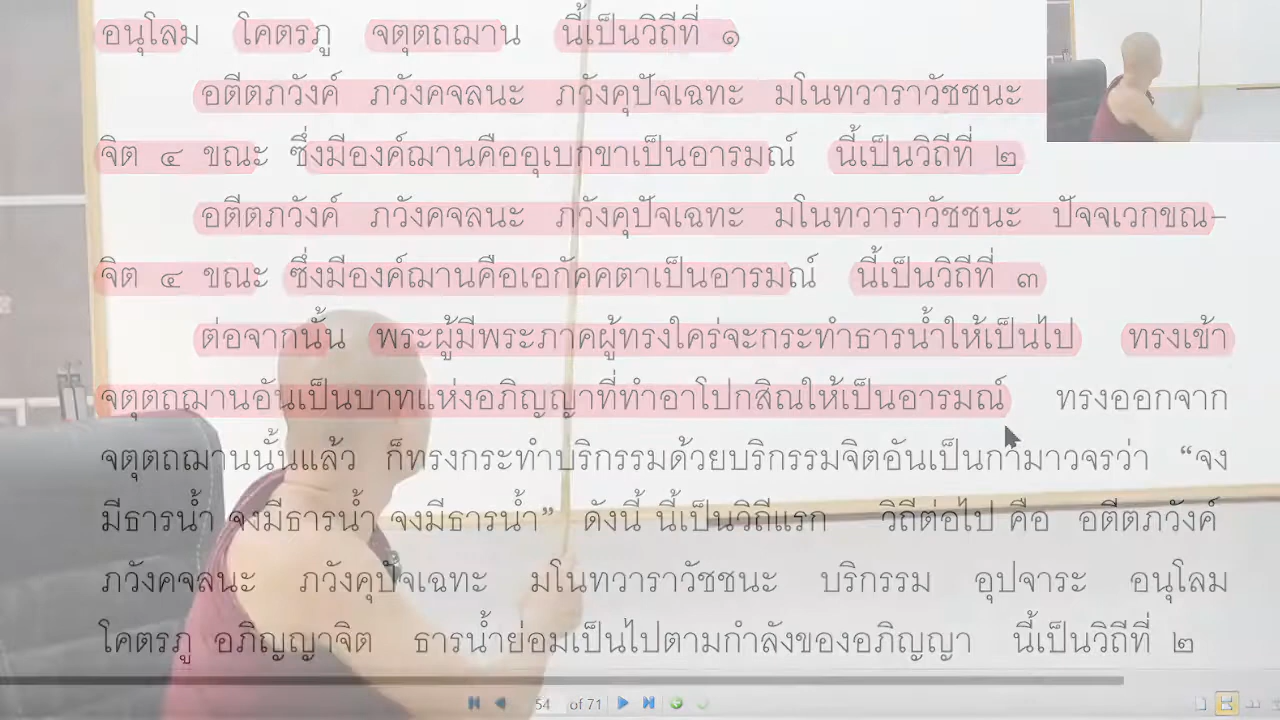 อนุโลม โคตรภู จตุตถฌาน นี้เป็นวิถีที่ ๑
อตีตภวังค์ ภวังคจลนะ ภวังคุปัจเฉทะ มโนทวาราวัชชนะ
จิต ๔ ขณะ ซึ่งมีองค์ฌานคืออุเบกขาเป็นอารมณ์ นี้เป็นวิถีที่ ๒
อตีตภวังค์ ภวังคจลนะ ภวังคุปัจเฉทะ มโนทวาราวัชชนะ ปัจจเวกขณ–
จิต ๔ ขณะ ซึ่งมีองค์ฌานคือเอกัคคตาเป็นอารมณ์ นี้เป็นวิถีที่ ๓
ต่อจากนั้น พระผู้มีพระภาคผู้ทรงใคร่จะกระทำธารน้ำให้เป็นไป ทรงเข้า
จตุตถฌานอันเป็นบาทแห่งอภิญญาที่ทำอาโปกสิณให้เป็นอารมณ์ ทรงออกจาก
จตุตถฌานนั้นแล้ว ก็ทรงกระทำบริกรรมด้วยบริกรรมจิตอันเป็นกามาวจรว่า “จง
มีธารน้ำ จงมีธารน้ำ จงมีธารน้ำ” ดังนี้ นี้เป็นวิถีแรก วิถีต่อไป คือ อตีตภวังค์
ภวังคจลนะ ภวังคุปัจเฉทะ มโนทวาราวัชชนะ บริกรรม อุปจาระ อนุโลม
โคตรภู อภิญญาจิต ธารน้ำย่อมเป็นไปตามกำลังของอภิญญา นี้เป็นวิถีที่ ๒
54 of 71